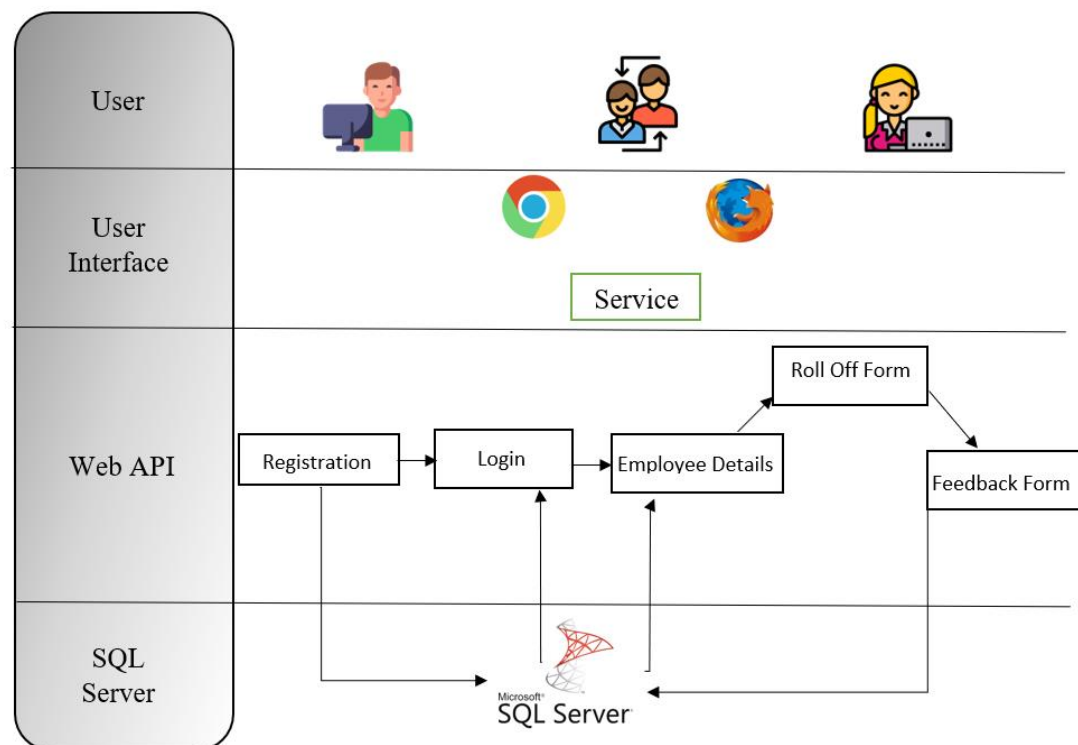 User
User
Interface
Service
Roll Off Form
Web API
Registration
Login
Employee Details
Feedback Form
SQL
Server
Microsoft®
SQL Server